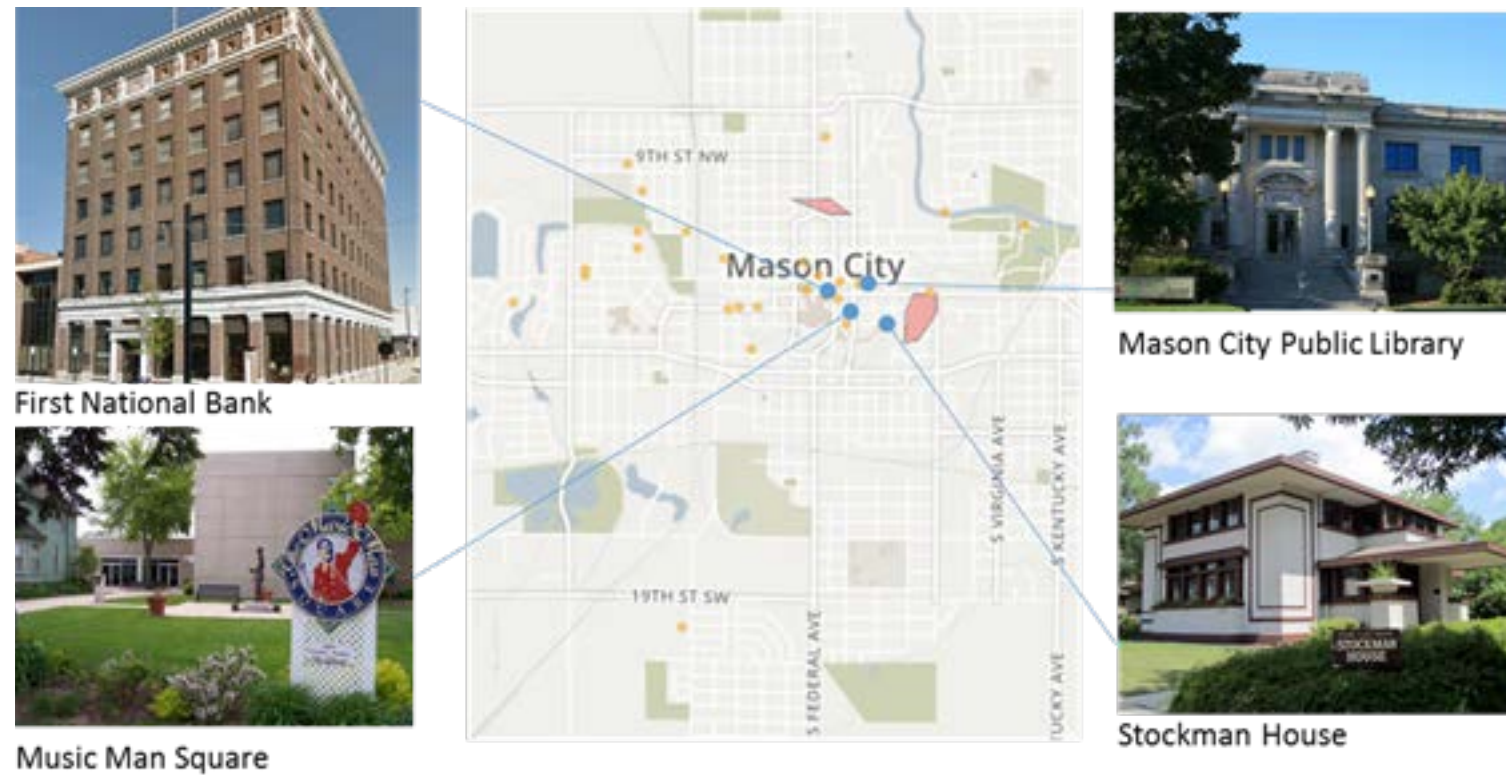 First National Bank
Music Man Square
9TH ST NW
Mason City
S VIRGINIA AVE
S KENTUCKY AVE
19TH ST SW
S FEDERAL AVE
TUCKY AVE
Mason City Public Library
STOCKMAN
HOUSE
Stockman House